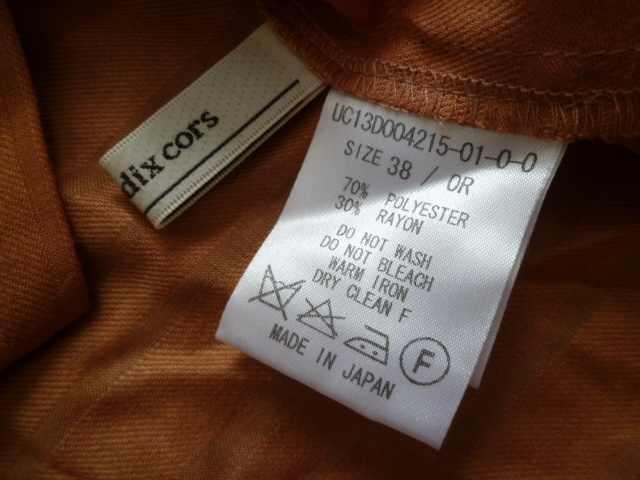 dix cors
UC13D004215-01-0-0
SIZE 38 / OR
70% POLYESTER
30% RAYON
DO NOT WASH
DO NOT BLEACH
WARM IRON
DRY CLEAN F
F
MADE IN JAPAN